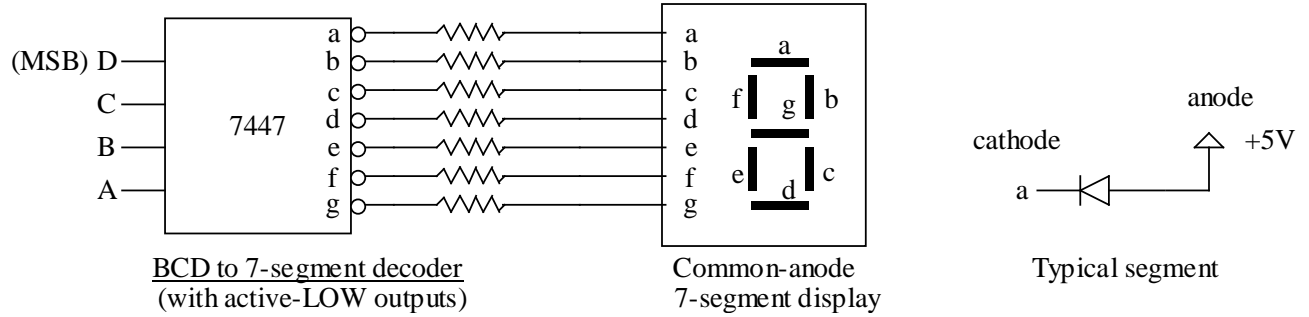 (MSB) D
C
B
A
7447
a
b
c
d
e
f
g
a
b
c
d
e
f
g
a
f
g
b
e
d
c
BCD to 7-segment decoder
(with active-LOW outputs)
Common-anode
7-segment display
anode
cathode
+5V
a
Typical segment